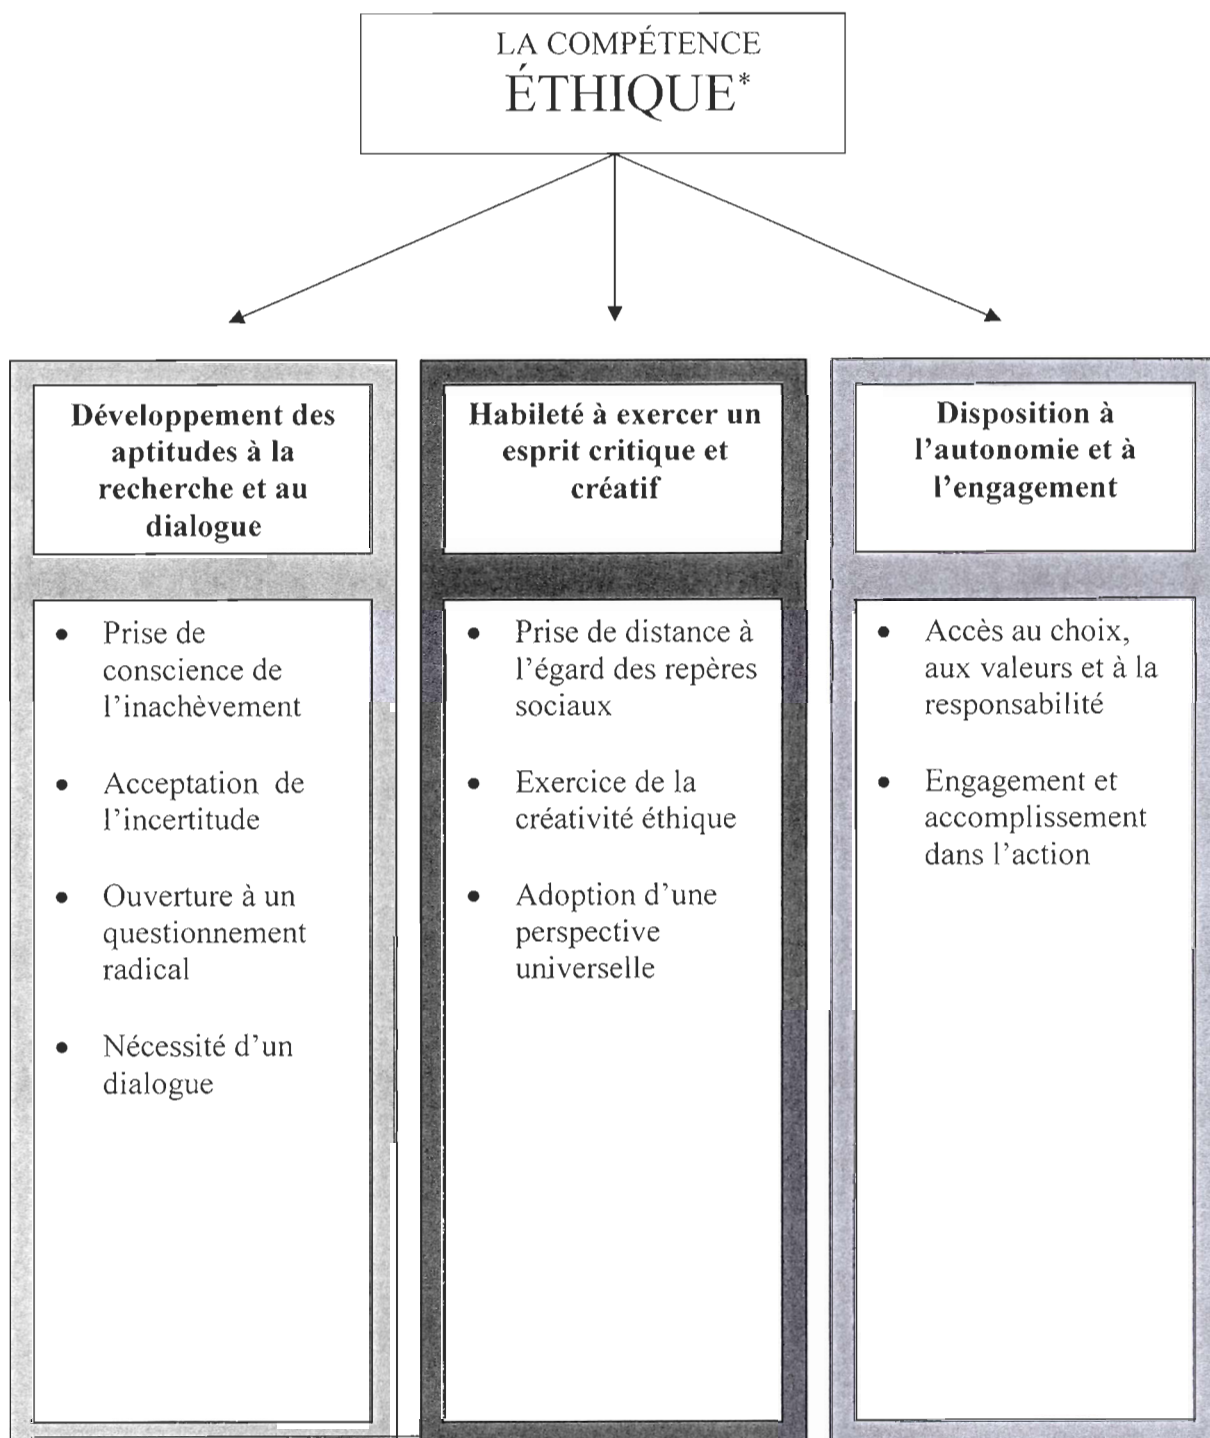 LA COMPÉTENCE
ÉTHIQUE*
Développement des
aptitudes à la
recherche et au
dialogue
• Prise de
conscience de
l'inachèvement
• Acceptation de
l'incertitude
• Ouverture à un
questionnement
radical
• Nécessité d'un
dialogue
Habileté à exercer un
esprit critique et
créatif
• Prise de distance à
l'égard des repères
sociaux
• Exercice de la
créativité éthique
• Adoption d'une
perspective
universelle
Disposition à
l'autonomie et à
l'engagement
• Accès au choix,
aux valeurs et à la
responsabilité
• Engagement et
accomplissement
dans l'action